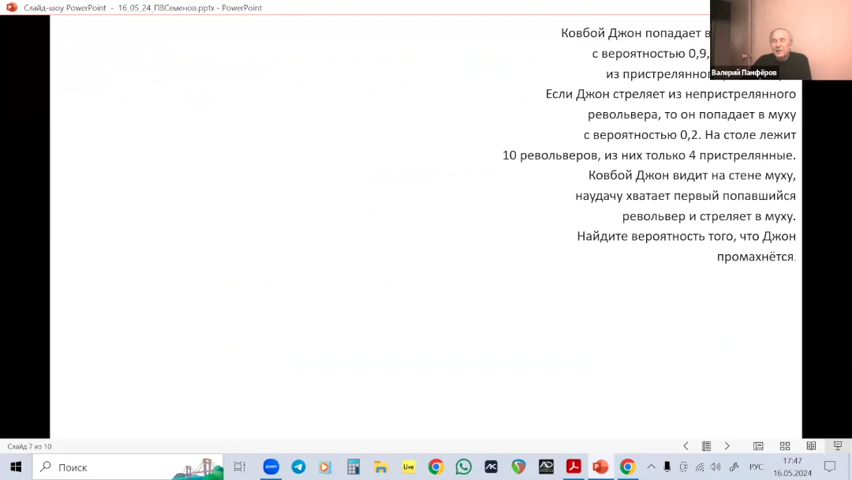 Слайд-шоу PowerPoint - 16_05_24_ПВСеменов.pptx - PowerPoint
Валерий Панфёров
Ковбой Джон попадает в
с вероятностью 0,9,
из пристрелянного
Если Джон стреляет из непристрелянного
револьвера, то он попадает в муху
с вероятностью 0,2. На столе лежит
10 револьверов, из них только 4 пристрелянные.
Ковбой Джон видит на стене муху,
наудачу хватает первый попавшийся
револьвер и стреляет в муху.
Найдите вероятность того, что Джон
промахнётся.
Слайд 7 из 10
Поиск
zoom
Live
РУС
17:47
16.05.2024